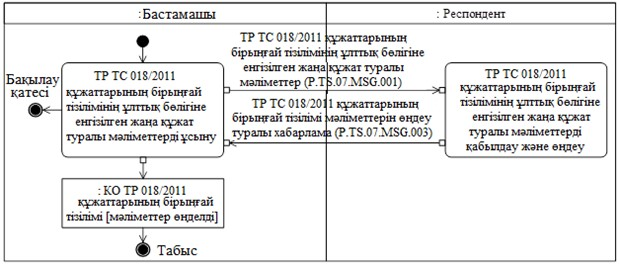 :Бастамашы
: Респондент
Бақылау
қатесі
ТР ТС 018/2011
құжаттарының бірыңғай
тізілімінің ұлттық бөлігіне
енгізілген жаңа құжат
туралы мәліметтерді ұсыну
ТР ТС 018/2011 құжаттарының
бірыңғай тізілімінің ұлттық бөлігіне
енгізілген жаңа құжат туралы
мәліметтер (P.TS.07.MSG.001)
ТР ТС 018/2011 құжаттарының
бірыңғай тізілімі мәліметтерін өңдеу
туралы хабарлама (P.TS.07.MSG.003)
ТР ТС 018/2011
құжаттарының бірыңғай
тізілімінің ұлттық бөлігіне
енгізілген жаңа құжат
туралы мәліметтерді
қабылдау және өңдеу
: КО ТР 018/2011
құжаттарының бірыңғай
тізілімі [мәліметтер өңделді]
Табыс